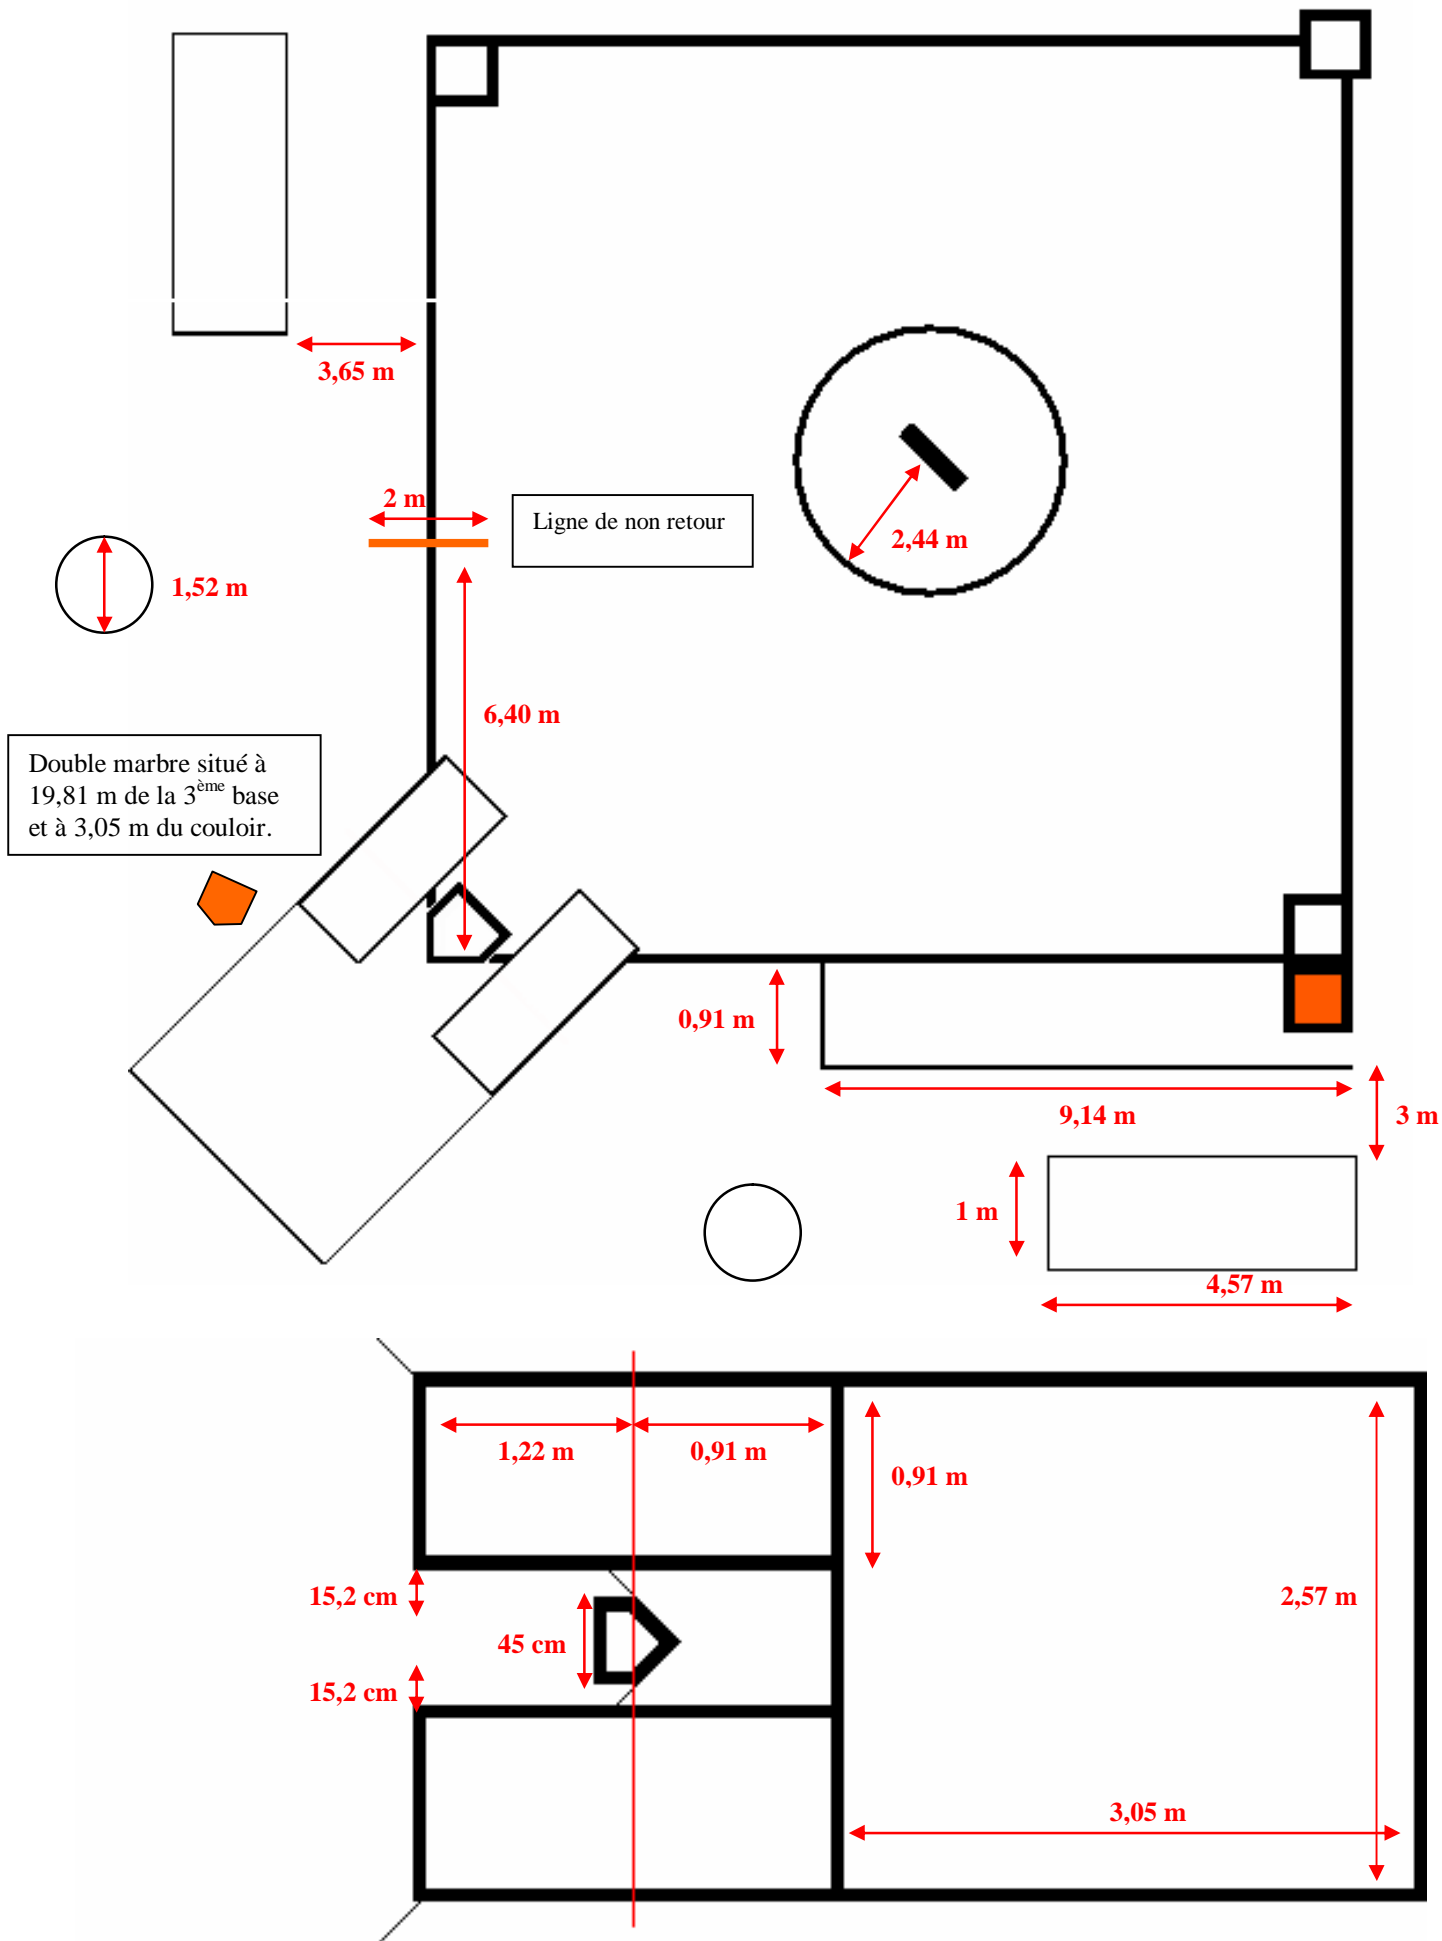 3,65 m
2 m
Ligne de non retour
2,44 m
1,52 m
6,40 m
Double marbre situé à
19,81 m de la 3ème base
et à 3,05 m du couloir.
0,91 m
9,14 m
3 m
1 m
4,57 m
1,22 m
0,91 m
0,91 m
15,2 cm
2,57 m
45 cm
15,2 cm
3,05 m